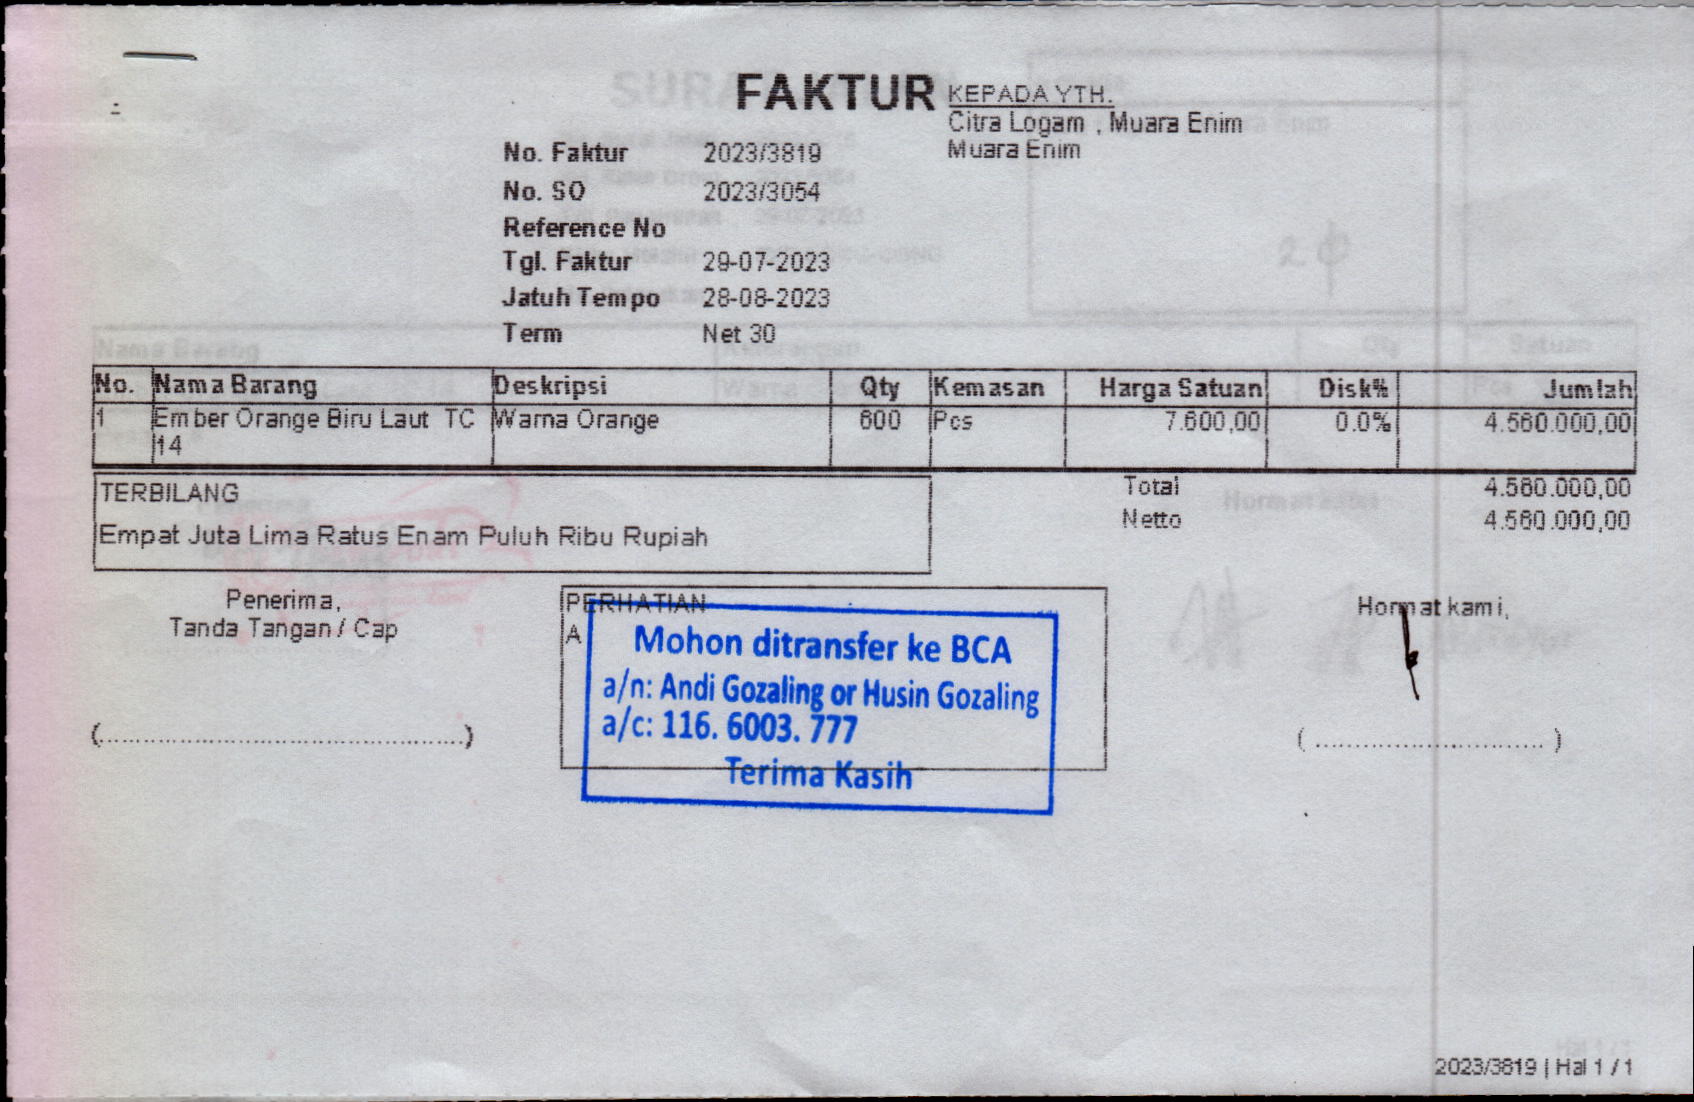 FAKTUR
KEPADA YTH.
Citra Logam , Muara Enim
Muara Enim
No. Faktur 2023/3819
No. SO 2023/3054
Reference No
Tgl. Faktur 29-07-2023
Jatuh Tempo 28-08-2023
Term Net 30
No. Nama Barang Deskripsi Qty Kemasan Harga Satuan Disk% Jumlah
1 Ember Orange Biru Laut TC Warna Orange 600 Pcs 7.600,00 0.0% 4.560.000,00
14
TERBILANG
Empat Juta Lima Ratus Enam Puluh Ribu Rupiah
Total 4.560.000,00
Netto 4.560.000,00
Penerima,
Tanda Tangan / Cap
(..............................................)
PERHATIAN
A
Mohon ditransfer ke BCA
a/n: Andi Gozaling or Husin Gozaling
a/c: 116. 6003. 777
Terima Kasih
Hormat kami,
( ............................. )
2023/3819 | Hal 1 / 1